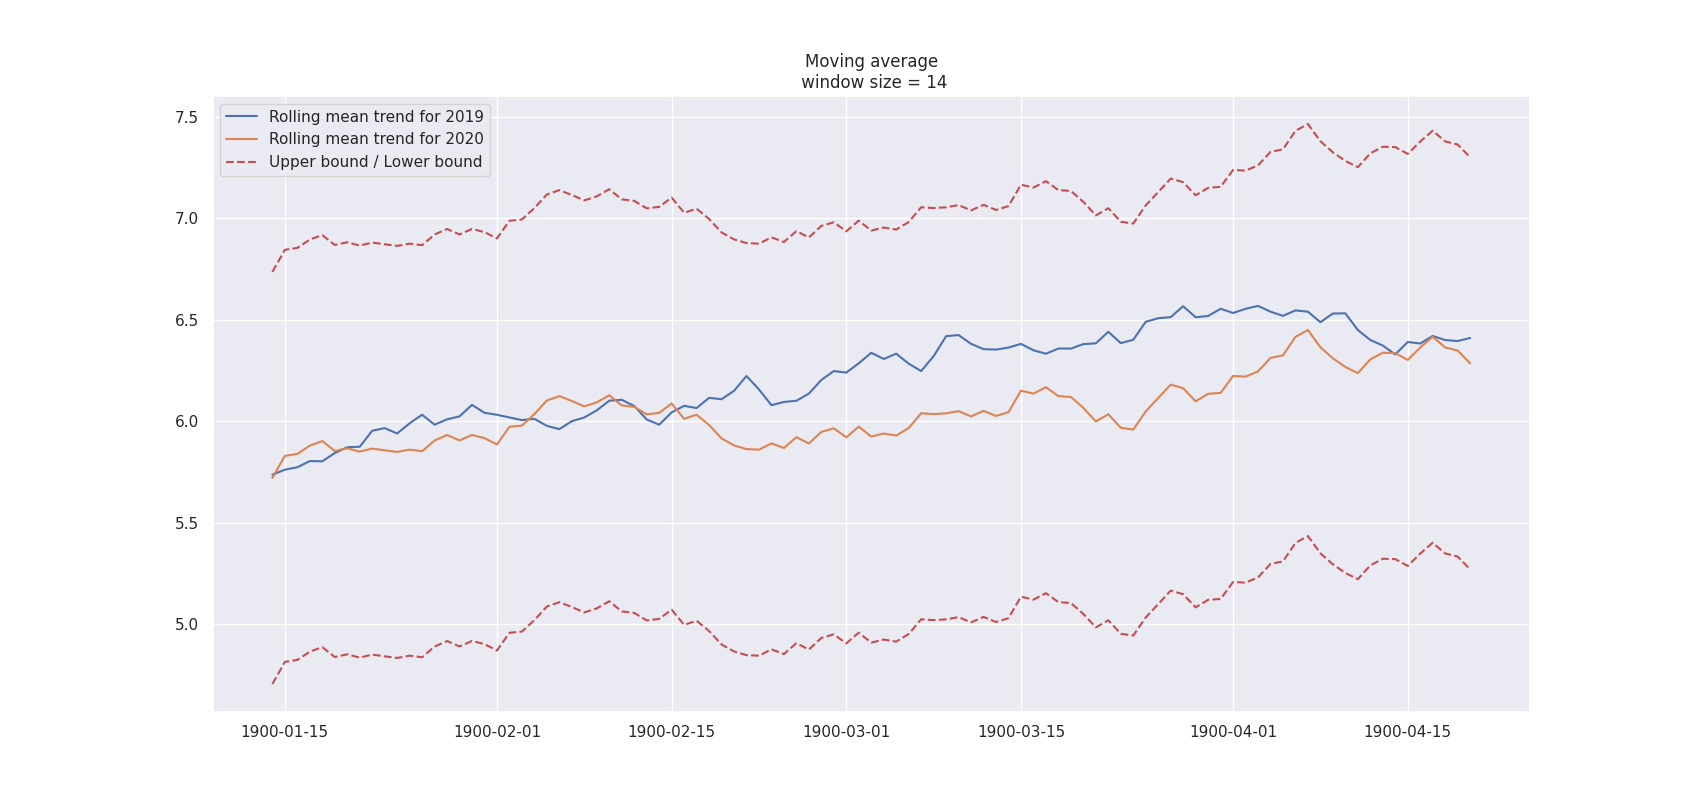 Moving average
window size = 14
Rolling mean trend for 2019
Rolling mean trend for 2020
Upper bound / Lower bound
7.5
7.0
6.5
6.0
5.5
5.0
1900-01-15
1900-02-01
1900-02-15
1900-03-01
1900-03-15
1900-04-01
1900-04-15